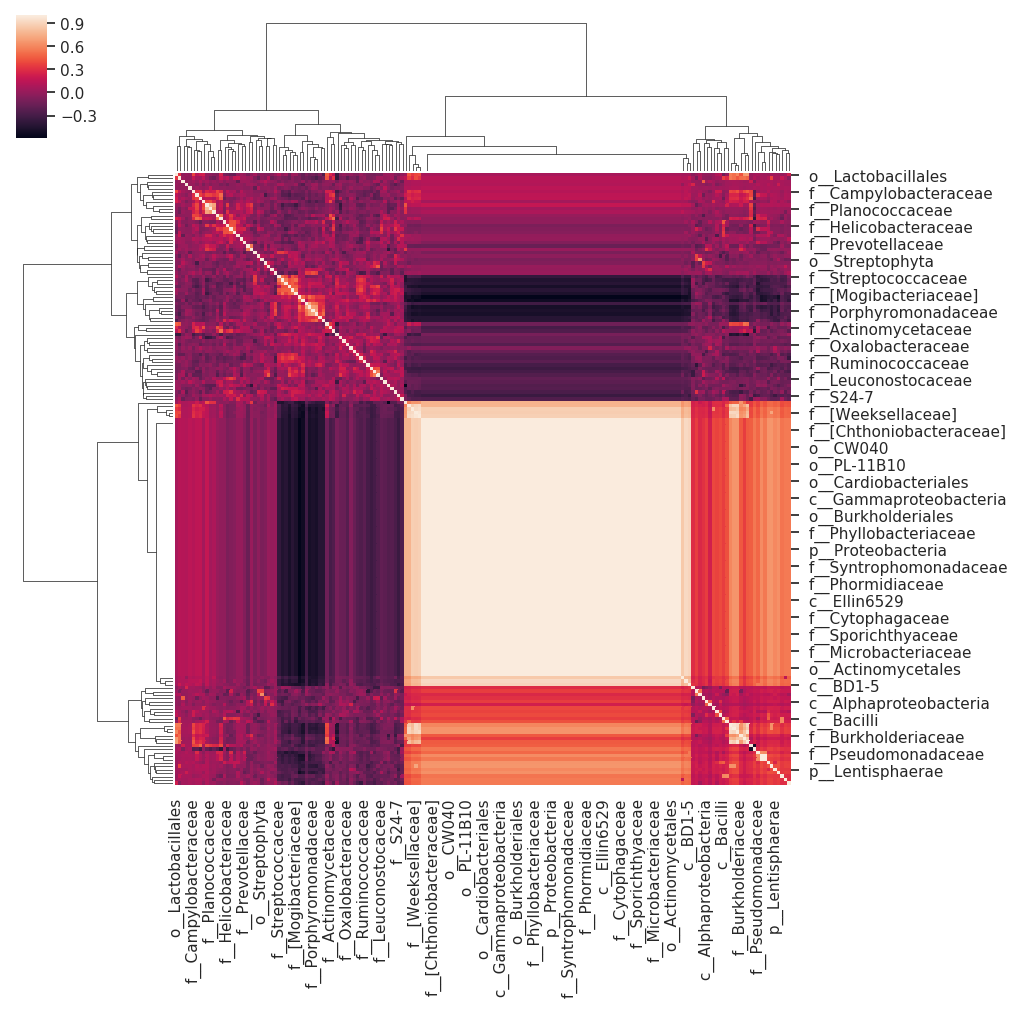 0.9
0.6
0.3
0.0
−0.3
o__Lactobacillales
f__Campylobacteraceae
f__Planococcaceae
f__Helicobacteraceae
f__Prevotellaceae
o__Streptophyta
f__Streptococcaceae
f__[Mogibacteriaceae]
f__Porphyromonadaceae
f__Actinomycetaceae
f__Oxalobacteraceae
f__Ruminococcaceae
f__Leuconostocaceae
f__S24-7
f__[Weeksellaceae]
f__[Chthoniobacteraceae]
o__CW040
o__PL-11B10
o__Cardiobacteriales
c__Gammaproteobacteria
o__Burkholderiales
f__Phyllobacteriaceae
p__Proteobacteria
f__Syntrophomonadaceae
f__Phormidiaceae
c__Ellin6529
f__Cytophagaceae
f__Sporichthyaceae
f__Microbacteriaceae
o__Actinomycetales
c__BD1-5
c__Alphaproteobacteria
c__Bacilli
f__Burkholderiaceae
f__Pseudomonadaceae
p__Lentisphaerae
o__Lactobacillales
f__Campylobacteraceae
f__Planococcaceae
f__Helicobacteraceae
f__Prevotellaceae
o__Streptophyta
f__Streptococcaceae
f__[Mogibacteriaceae]
f__Porphyromonadaceae
f__Actinomycetaceae
f__Oxalobacteraceae
f__Ruminococcaceae
f__Leuconostocaceae
f__S24-7
f__[Weeksellaceae]
f__[Chthoniobacteraceae]
o__CW040
o__PL-11B10
o__Cardiobacteriales
c__Gammaproteobacteria
o__Burkholderiales
f__Phyllobacteriaceae
p__Proteobacteria
f__Syntrophomonadaceae
f__Phormidiaceae
c__Ellin6529
f__Cytophagaceae
f__Sporichthyaceae
f__Microbacteriaceae
o__Actinomycetales
c__BD1-5
c__Alphaproteobacteria
c__Bacilli
f__Burkholderiaceae
f__Pseudomonadaceae
p__Lentisphaerae